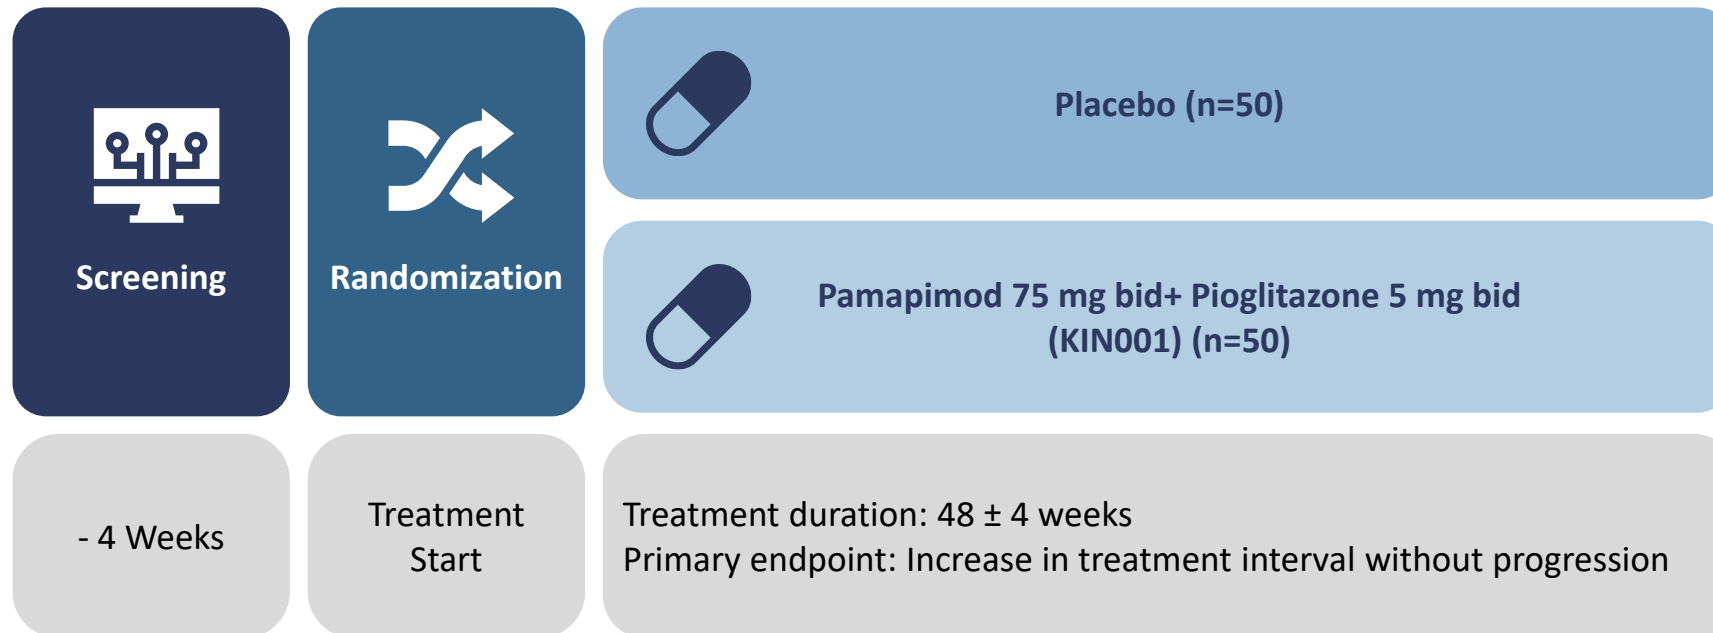 Screening
Randomization
Placebo (n=50)
Pamapimod 75 mg bid+ Pioglitazone 5 mg bid
(KIN001) (n=50)
- 4 Weeks
Treatment
Start
Treatment duration: 48 ± 4 weeks
Primary endpoint: Increase in treatment interval without progression